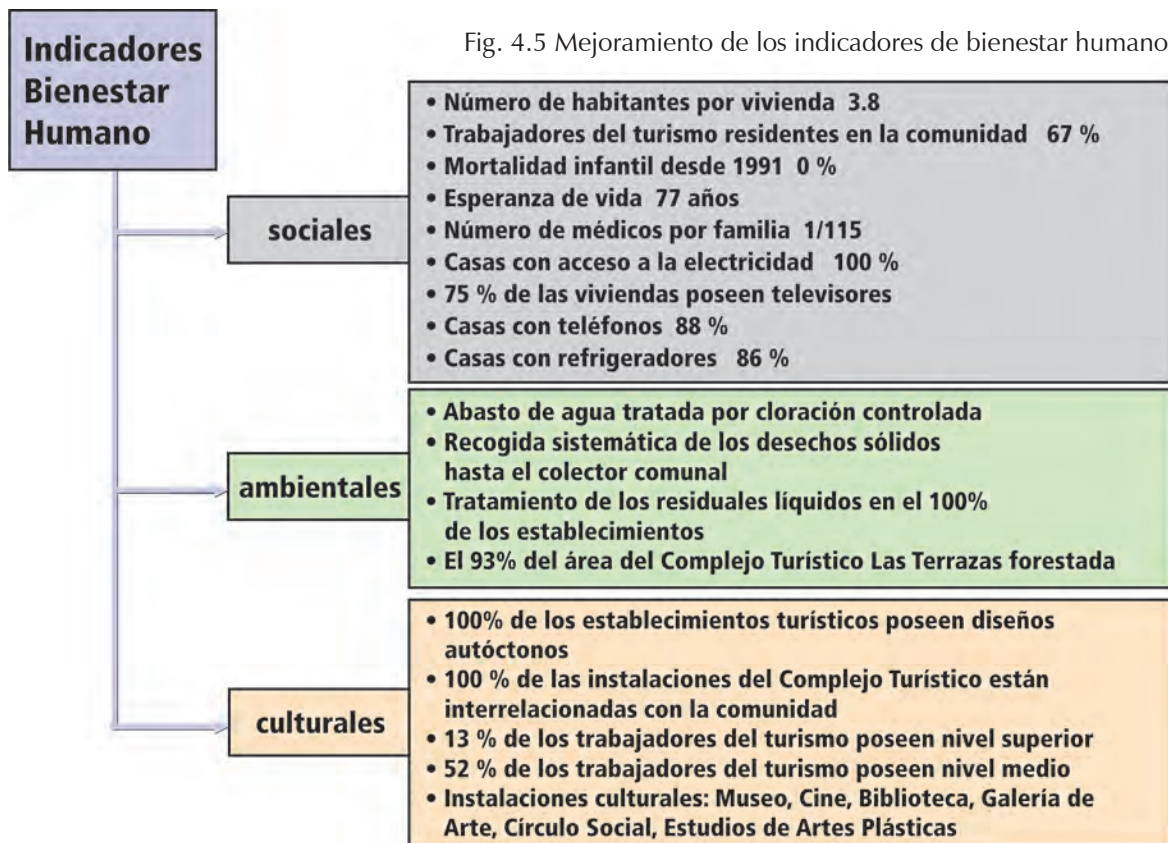 Indicadores
Bienestar
Humano
Fig. 4.5 Mejoramiento de los indicadores de bienestar humano
sociales
• Número de habitantes por vivienda 3.8
• Trabajadores del turismo residentes en la comunidad 67 %
• Mortalidad infantil desde 1991 0 %
• Esperanza de vida 77 años
• Número de médicos por familia 1/115
• Casas con acceso a la electricidad 100 %
• 75 % de las viviendas poseen televisores
• Casas con teléfonos 88 %
• Casas con refrigeradores 86 %
ambientales
• Abasto de agua tratada por cloración controlada
• Recogida sistemática de los desechos sólidos
hasta el colector comunal
• Tratamiento de los residuales líquidos en el 100%
de los establecimientos
• El 93% del área del Complejo Turístico Las Terrazas forestada
culturales
• 100% de los establecimientos turísticos poseen diseños
autóctonos
• 100 % de las instalaciones del Complejo Turístico están
interrelacionadas con la comunidad
• 13 % de los trabajadores del turismo poseen nivel superior
• 52 % de los trabajadores del turismo poseen nivel medio
• Instalaciones culturales: Museo, Cine, Biblioteca, Galería de
Arte, Círculo Social, Estudios de Artes Plásticas